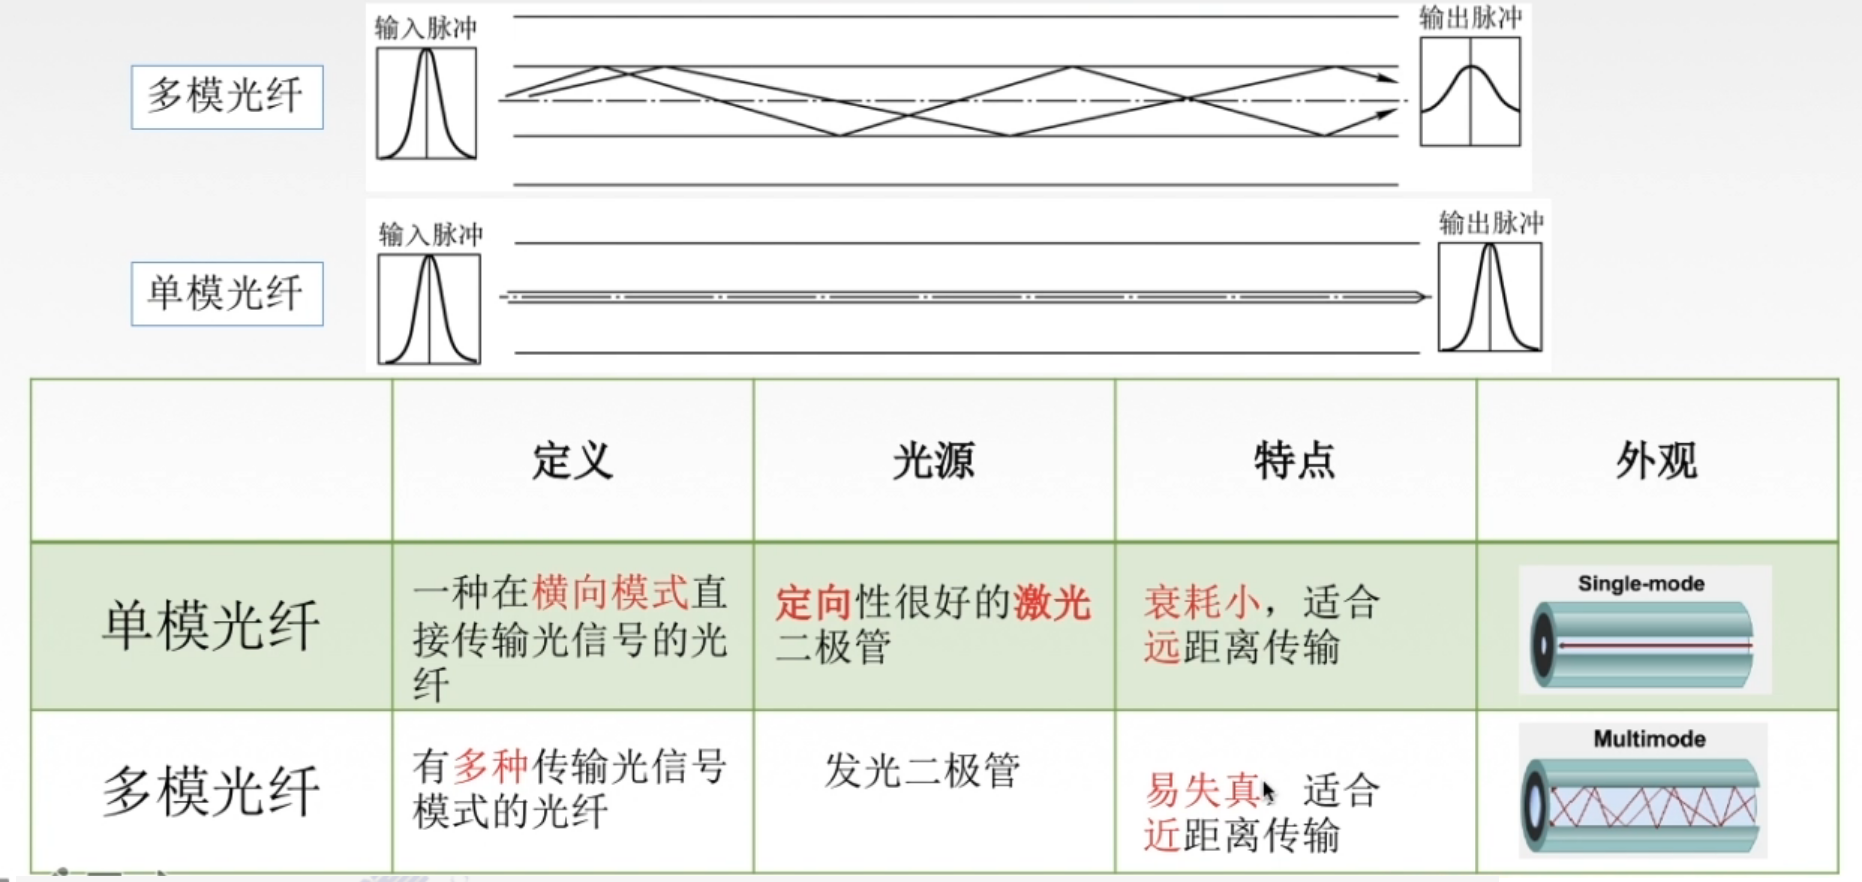 输入脉冲
输出脉冲
多模光纤
输入脉冲
输出脉冲
单模光纤
定义
光源
特点
外观
单模光纤
一种在横向模式直
接传输光信号的光
纤
定向性很好的激光
二极管
衰耗小，适合
远距离传输
Single-mode
多模光纤
有多种传输光信号
模式的光纤
发光二极管
易失真 适合
近距离传输
Multimode